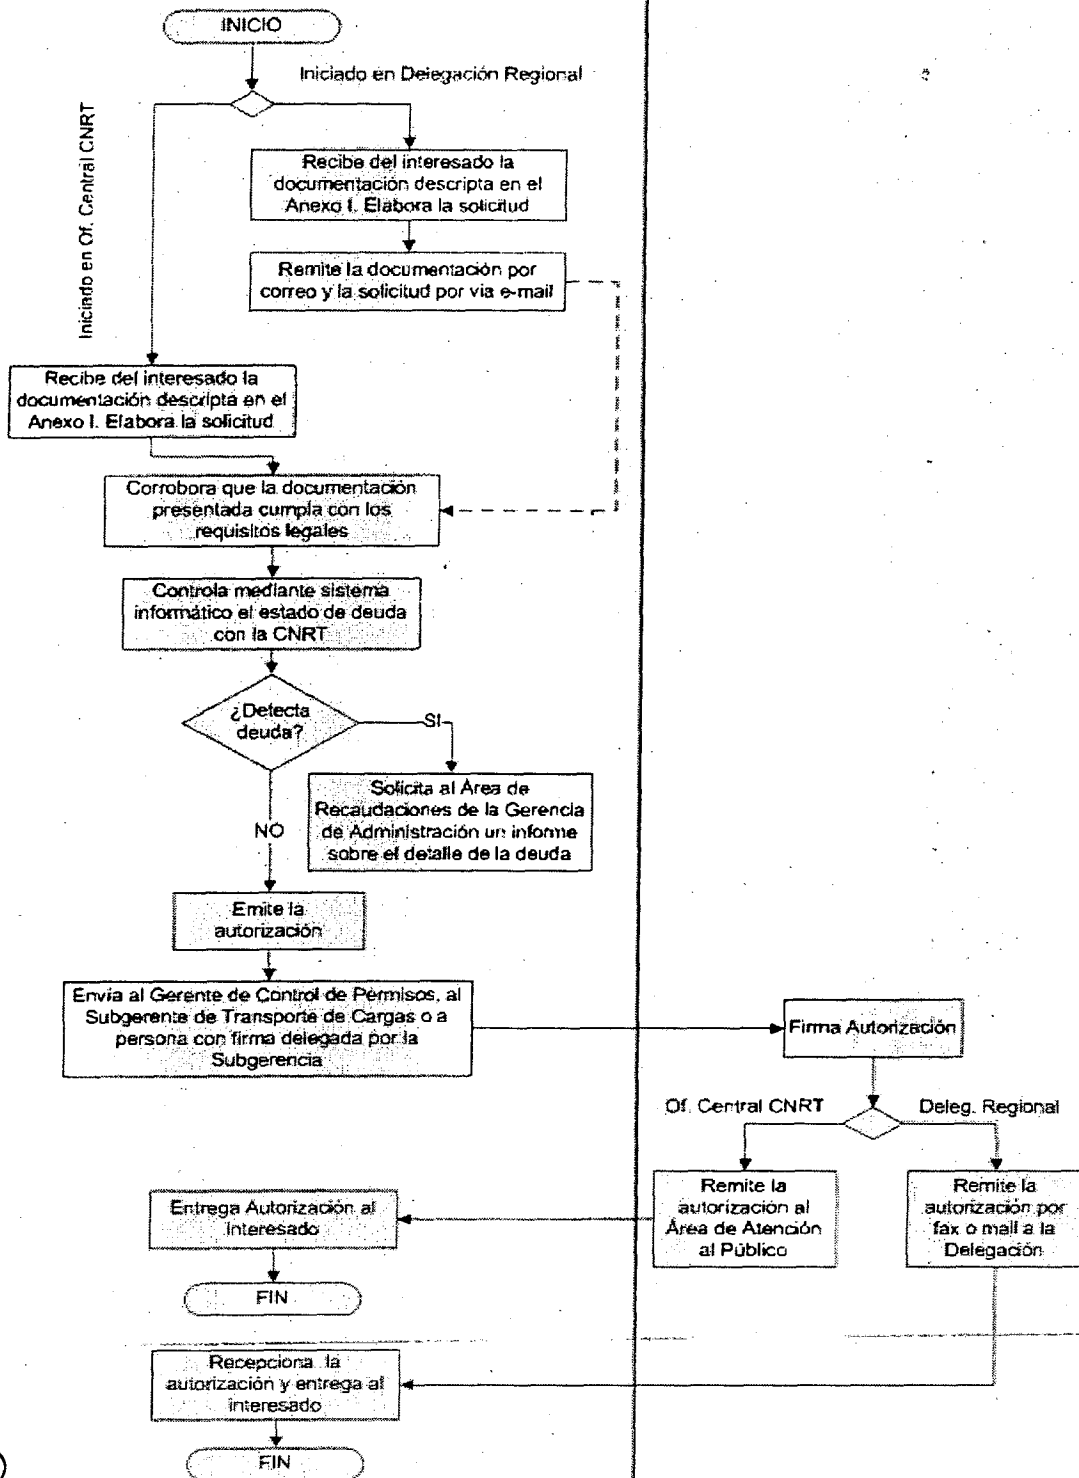 INICIO
Iniciado en Delegación Regional
Iniciado en Of. Central CNRT
Recibe del interesado la
documentación descripta en el
Anexo I. Elabora la solicitud
Remite la documentación por
correo y la solicitud por via e-mail
Recibe del interesado la
documentación descripta en el
Anexo I. Elabora la solicitud
Corrobora que la documentación
presentada cumpla con los
requisitos legales
Controla mediante sistema
informático el estado de deuda
con la CNRT
¿Detecta
deuda?
SI
Solicita al Área de
Recaudaciones de la Gerencia
de Administración un informe
sobre el detalle de la deuda
NO
Emite la
autorización
Envía al Gerente de Control de Permisos, al
Subgerente de Transporte de Cargas o a
persona con firma delegada por la
Subgerencia
Firma Autorización
Of. Central CNRT
Deleg. Regional
Remite la
autorización al
Área de Atención
al Público
Remite la
autorización por
fax o mail a la
Delegación
Entrega Autorización al
Interesado
FIN
Recepciona la
autorización y entrega al
interesado
FIN